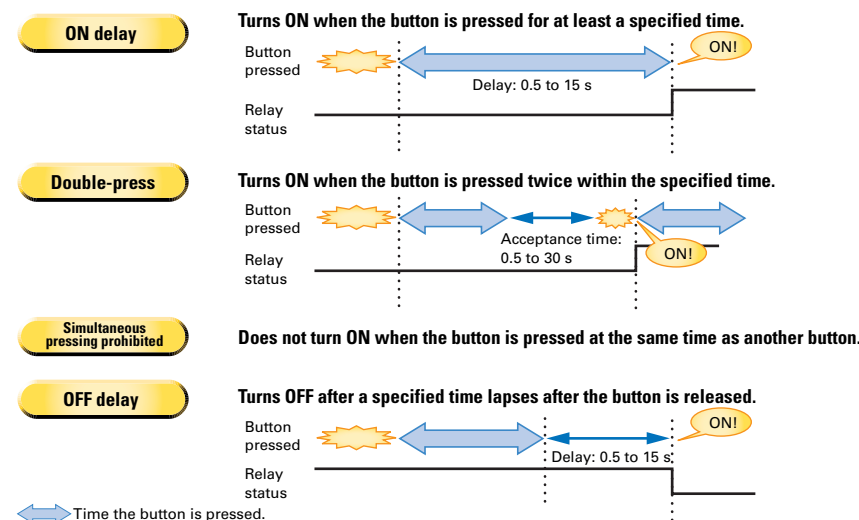 ON delay
Turns ON when the button is pressed for at least a specified time.
Button
pressed
ON!
Delay: 0.5 to 15 s
Relay
status
Double-press
Turns ON when the button is pressed twice within the specified time.
Button
pressed
Acceptance time:
0.5 to 30 s
ON!
Relay
status
Simultaneous
pressing prohibited
Does not turn ON when the button is pressed at the same time as another button.
OFF delay
Turns OFF after a specified time lapses after the button is released.
Button
pressed
ON!
Delay: 0.5 to 15 s
Relay
status
Time the button is pressed.